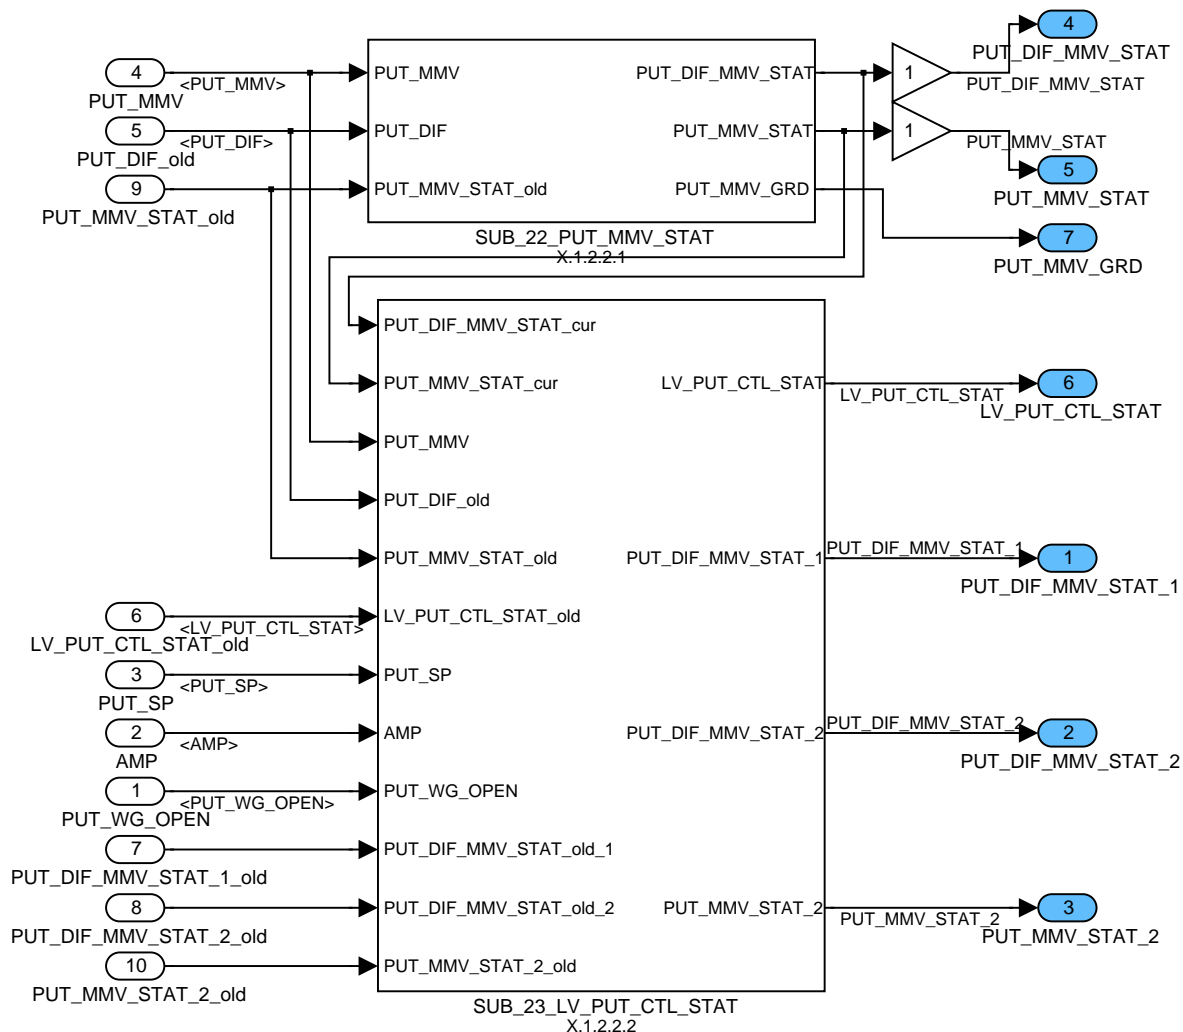 4
PUT_MMV
<PUT_MMV>
5
PUT_DIF_old
<PUT_DIF>
9
PUT_MMV_STAT_old
PUT_MMV
PUT_DIF
PUT_MMV_STAT_old
PUT_DIF_MMV_STAT
PUT_MMV_STAT
PUT_MMV_GRD
SUB_22_PUT_MMV_STAT
X.1.2.2.1
1
1
PUT_DIF_MMV_STAT
PUT_MMV_STAT
4
PUT_DIF_MMV_STAT
5
PUT_MMV_STAT
7
PUT_MMV_GRD
PUT_DIF_MMV_STAT_cur
PUT_MMV_STAT_cur
PUT_MMV
PUT_DIF_old
PUT_MMV_STAT_old
LV_PUT_CTL_STAT_old
PUT_SP
AMP
PUT_WG_OPEN
PUT_DIF_MMV_STAT_old_1
PUT_DIF_MMV_STAT_old_2
PUT_MMV_STAT_2_old
LV_PUT_CTL_STAT
PUT_DIF_MMV_STAT_1
PUT_DIF_MMV_STAT_2
PUT_MMV_STAT_2
SUB_23_LV_PUT_CTL_STAT
X.1.2.2.2
6
LV_PUT_CTL_STAT_old
<LV_PUT_CTL_STAT>
3
PUT_SP
<PUT_SP>
2
AMP
<AMP>
1
PUT_WG_OPEN
<PUT_WG_OPEN>
7
PUT_DIF_MMV_STAT_1_old
8
PUT_DIF_MMV_STAT_2_old
10
PUT_MMV_STAT_2_old
LV_PUT_CTL_STAT
6
LV_PUT_CTL_STAT
PUT_DIF_MMV_STAT_1
1
PUT_DIF_MMV_STAT_1
PUT_DIF_MMV_STAT_2
2
PUT_DIF_MMV_STAT_2
PUT_MMV_STAT_2
3
PUT_MMV_STAT_2